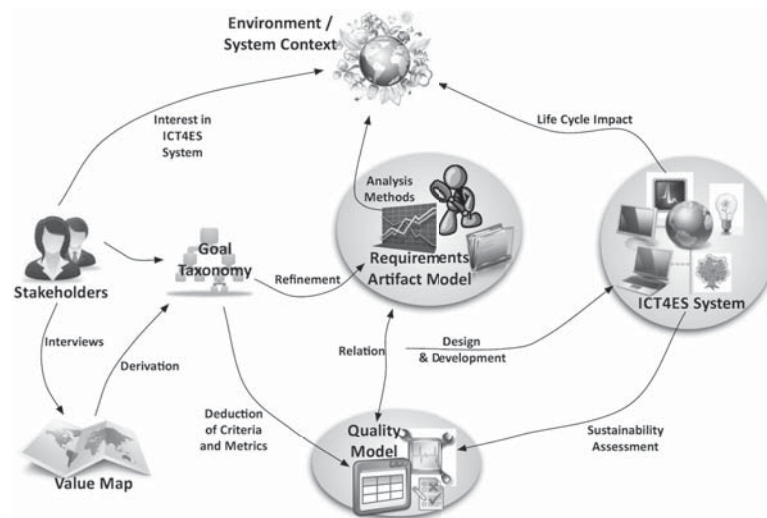 Environment /
System Context
Interest in
ICT4ES
System
Life Cycle Impact
Analysis
Methods
Goal
Taxonomy
Refinement
Requirements
Artifact Model
Stakeholders
ICT4ES System
Interviews
Derivation
Relation
Design
& Development
Deduction
of Criteria
and Metrics
Quality
Model
Sustainability
Assessment
Value Map